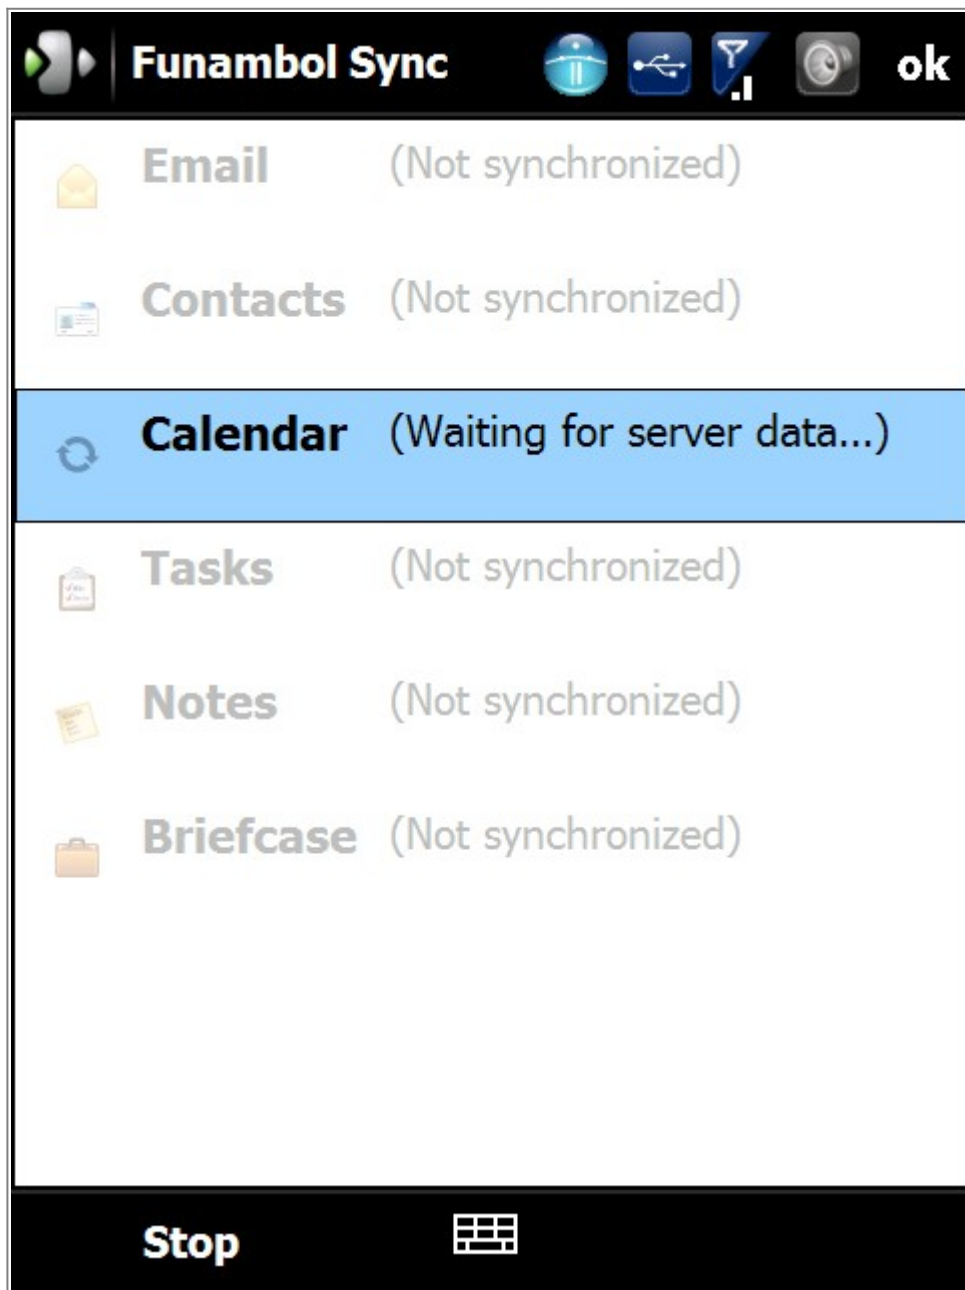 Funambol Sync ok
Email (Not synchronized)
Contacts (Not synchronized)
Calendar (Waiting for server data...)
Tasks (Not synchronized)
Notes (Not synchronized)
Briefcase (Not synchronized)
Stop